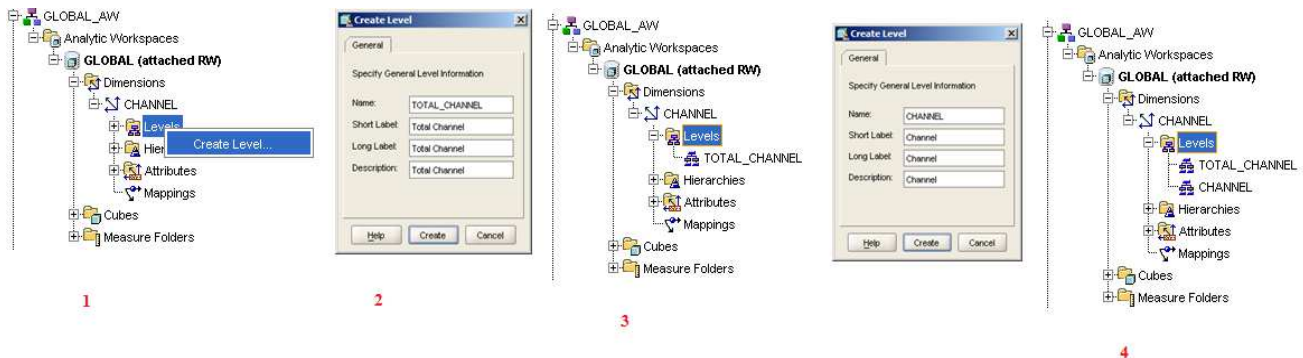 GLOBAL_AW
Analytic Workspaces
GLOBAL (attached RW)
Dimensions
CHANNEL
Levels
Create Level...
Hier
Attributes
Mappings
Cubes
Measure Folders
1
Create Level
General
Specify General Level Information
Name: TOTAL_CHANNEL
Short Label: Total Channel
Long Label: Total Channel
Description: Total Channel
Help Create Cancel
2
GLOBAL_AW
Analytic Workspaces
GLOBAL (attached RW)
Dimensions
CHANNEL
Levels
TOTAL_CHANNEL
Hierarchies
Attributes
Mappings
Cubes
Measure Folders
3
Create Level
General
Specify General Level Information
Name: CHANNEL
Short Label: Channel
Long Label: Channel
Description: Channel
Help Create Cancel
GLOBAL_AW
Analytic Workspaces
GLOBAL (attached RW)
Dimensions
CHANNEL
Levels
TOTAL_CHANNEL
CHANNEL
Hierarchies
Attributes
Mappings
Cubes
Measure Folders
4